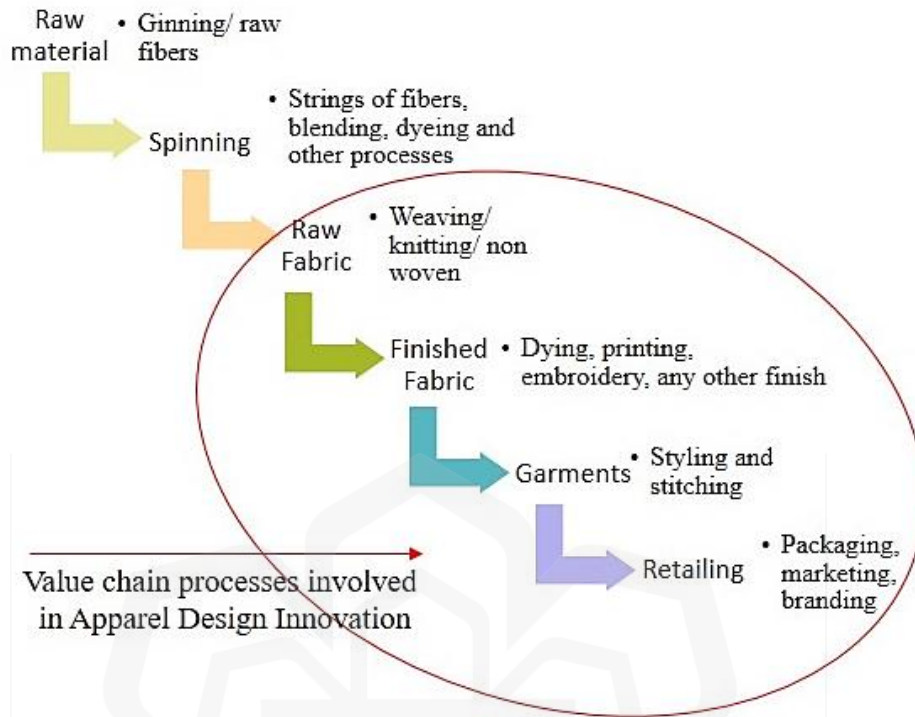 Raw
material
• Ginning/ raw
fibers
Spinning
• Strings of fibers,
blending, dyeing and
other processes
Raw
Fabric
• Weaving/
knitting/ non
woven
Finished
Fabric
• Dying, printing,
embroidery, any other finish
Garments
• Styling and
stitching
Retailing
• Packaging,
marketing,
branding
Value chain processes involved
in Apparel Design Innovation